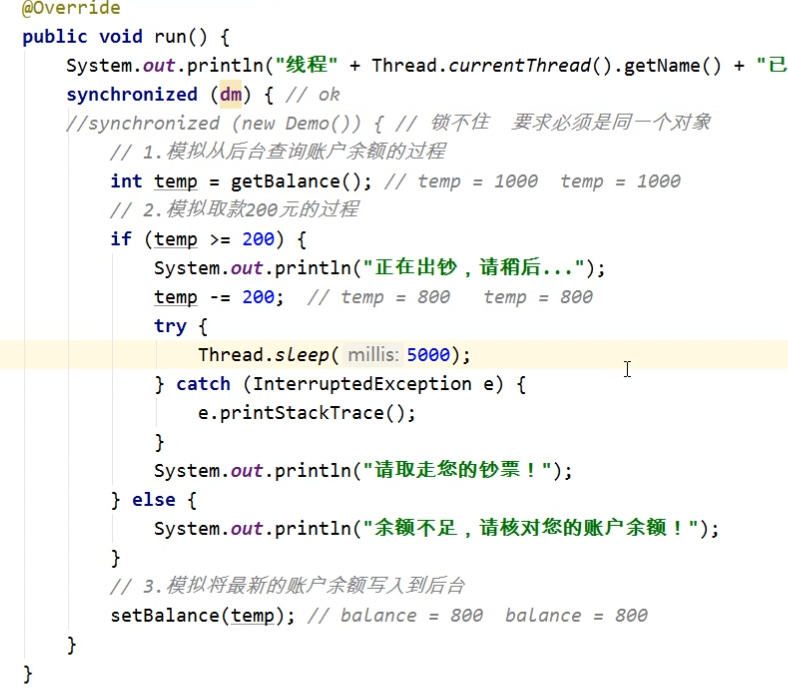 @Override
public void run() {
System.out.println("线程" + Thread.currentThread().getName() + "已
synchronized (dm) { // ok
//synchronized (new Demo()) { // 锁不住 要求必须是同一个对象
// 1.模拟从后台查询账户余额的过程
int temp = getBalance(); // temp = 1000 temp = 1000
// 2.模拟取款200元的过程
if (temp >= 200) {
System.out.println("正在出钞，请稍后...");
temp -= 200; // temp = 800 temp = 800
try {
Thread.sleep( millis: 5000);
} catch (InterruptedException e) {
e.printStackTrace();
}
System.out.println("请取走您的钞票！");
} else {
System.out.println("余额不足，请核对您的账户余额！");
}
// 3.模拟将最新的账户余额写入到后台
setBalance(temp); // balance = 800 balance = 800
}
}